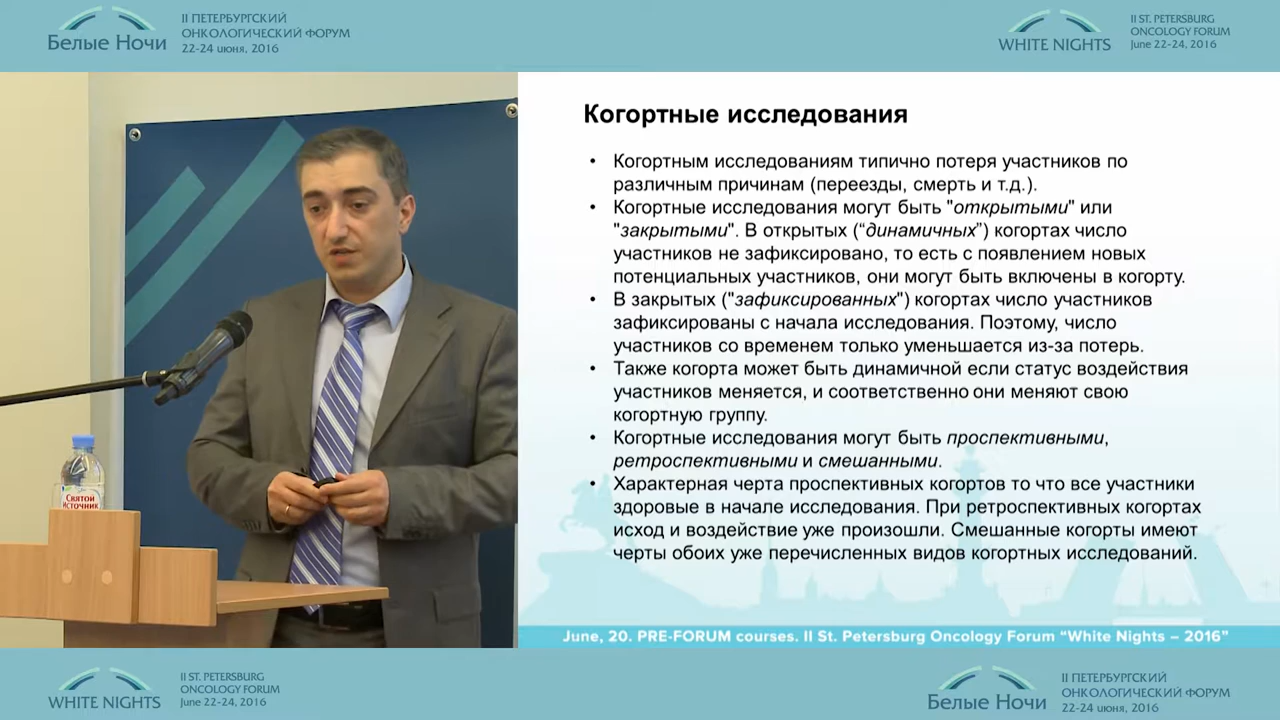 Белые Ночи
II ПЕТЕРБУРГСКИЙ
ОНКОЛОГИЧЕСКИЙ ФОРУМ
22-24 июня, 2016
WHITE NIGHTS
II ST. PETERSBURG
ONCOLOGY FORUM
June 22-24, 2016
Святой
Источник
Когортные исследования
• Когортным исследованиям типично потеря участников по
различным причинам (переезды, смерть и т.д.).
• Когортные исследования могут быть "открытыми" или
"закрытыми". В открытых (“динамичных”) когортах число
участников не зафиксировано, то есть с появлением новых
потенциальных участников, они могут быть включены в когорту.
• В закрытых ("зафиксированных") когортах число участников
зафиксированы с начала исследования. Поэтому, число
участников со временем только уменьшается из-за потерь.
• Также когорта может быть динамичной если статус воздействия
участников меняется, и соответственно они меняют свою
когортную группу.
• Когортные исследования могут быть проспективными,
ретроспективными и смешанными.
• Характерная черта проспективных когортов то что все участники
здоровые в начале исследования. При ретроспективных когортах
исход и воздействие уже произошли. Смешанные когорты имеют
черты обоих уже перечисленных видов когортных исследований.
June, 20. PRE-FORUM courses. II St. Petersburg Oncology Forum “White Nights – 2016”
WHITE NIGHTS
II ST. PETERSBURG
ONCOLOGY FORUM
June 22-24, 2016
Белые Ночи
II ПЕТЕРБУРГСКИЙ
ОНКОЛОГИЧЕСКИЙ ФОРУМ
22-24 июня, 2016